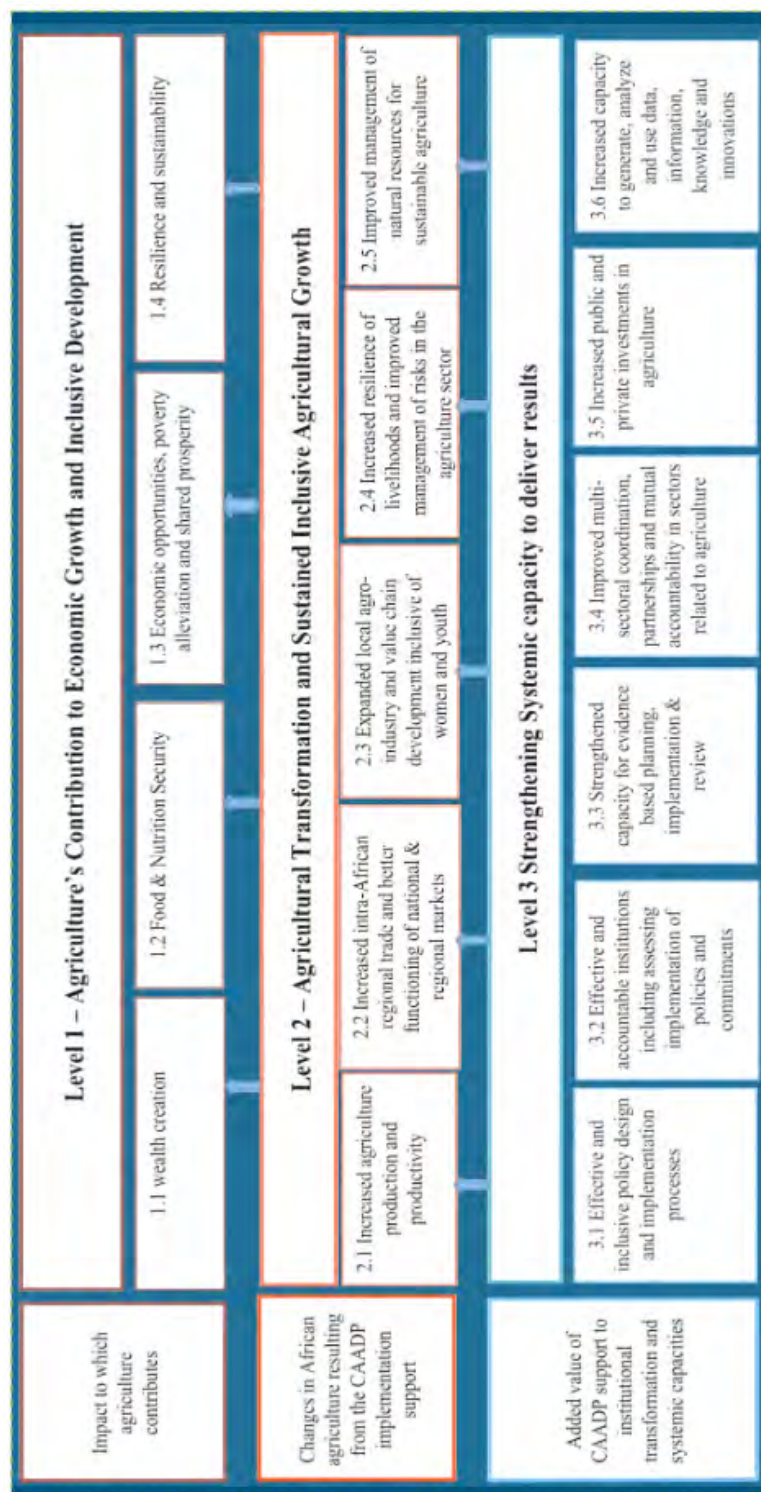 Impact to which
agriculture
contributes
Level 1 – Agriculture's Contribution to Economic Growth and Inclusive Development
1.1 wealth creation
1.2 Food & Nutrition Security
1.3 Economic opportunities, poverty
alleviation and shared prosperity
1.4 Resilience and sustainability
Changes in African
agriculture resulting
from the CAADP
implementation
support
Level 2 – Agricultural Transformation and Sustained Inclusive Agricultural Growth
2.1 Increased agriculture
production and
productivity
2.2 Increased intra-African
regional trade and better
functioning of national &
regional markets
2.3 Expanded local agro-
industry and value chain
development inclusive of
women and youth
2.4 Increased resilience of
livelihoods and improved
management of risks in the
agriculture sector
2.5 Improved management of
natural resources for
sustainable agriculture
Added value of
CAADP support to
institutional
transformation and
systemic capacities
Level 3 Strengthening Systemic capacity to deliver results
3.1 Effective and
inclusive policy design
and implementation
processes
3.2 Effective and
accountable institutions
including assessing
implementation of
policies and
commitments
3.3 Strengthened
capacity for evidence
based planning,
implementation &
review
3.4 Improved multi-
sectoral coordination,
partnerships and mutual
accountability in sectors
related to agriculture
3.5 Increased public and
private investments in
agriculture
3.6 Increased capacity
to generate, analyze
and use data,
information,
knowledge and
innovations